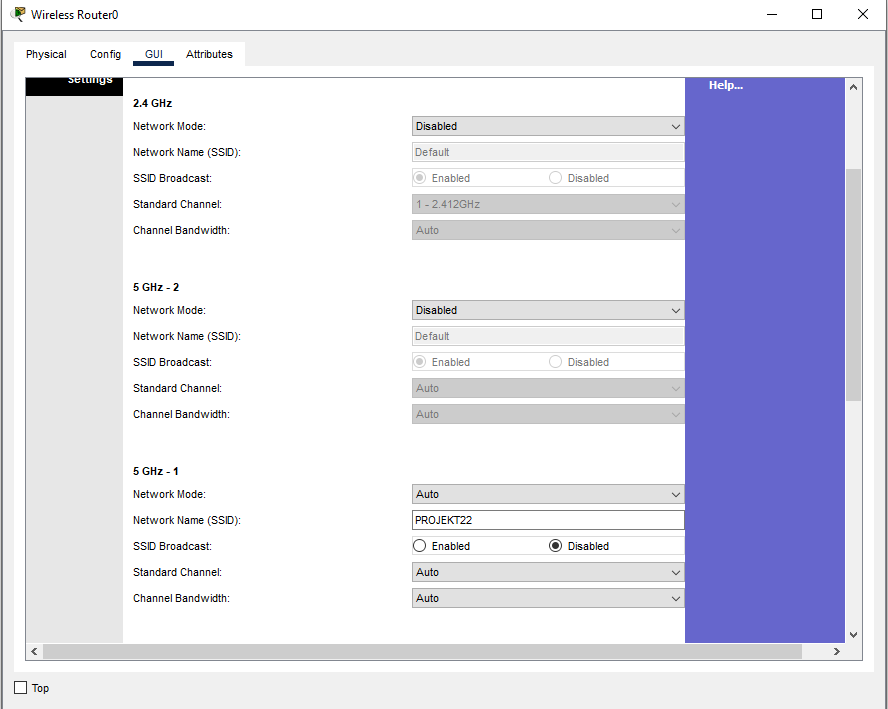 Wireless Router0
Physical Config GUI Attributes
Settings
Help...
2.4 GHz
Network Mode: Disabled
Network Name (SSID): Default
SSID Broadcast: Enabled Disabled
Standard Channel: 1 - 2.412GHz
Channel Bandwidth: Auto
5 GHz - 2
Network Mode: Disabled
Network Name (SSID): Default
SSID Broadcast: Enabled Disabled
Standard Channel: Auto
Channel Bandwidth: Auto
5 GHz - 1
Network Mode: Auto
Network Name (SSID): PROJEKT22
SSID Broadcast: Enabled Disabled
Standard Channel: Auto
Channel Bandwidth: Auto
Top